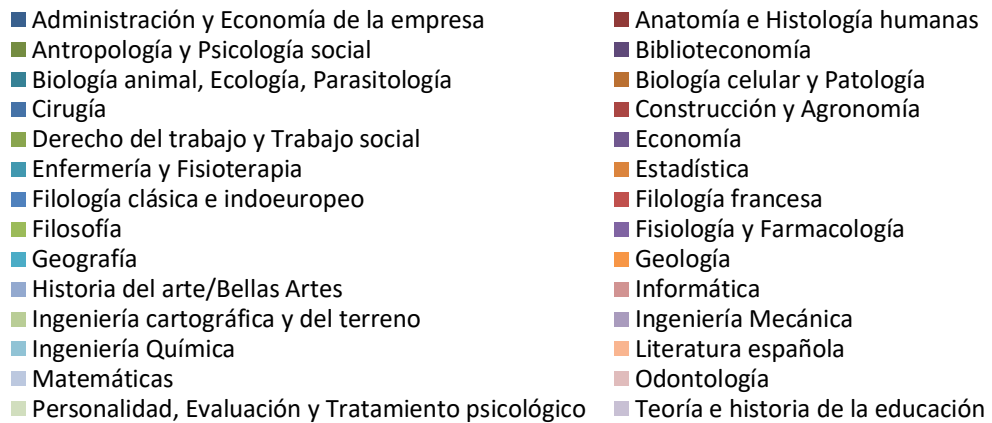 Administración y Economía de la empresa
Anatomía e Histología humanas
Antropología y Psicología social
Biblioteconomía
Biología animal, Ecología, Parasitología
Biología celular y Patología
Cirugía
Construcción y Agronomía
Derecho del trabajo y Trabajo social
Economía
Enfermería y Fisioterapia
Estadística
Filología clásica e indoeuropeo
Filología francesa
Filosofía
Fisiología y Farmacología
Geografía
Geología
Historia del arte/Bellas Artes
Informática
Ingeniería cartográfica y del terreno
Ingeniería Mecánica
Ingeniería Química
Literatura española
Matemáticas
Odontología
Personalidad, Evaluación y Tratamiento psicológico
Teoría e historia de la educación